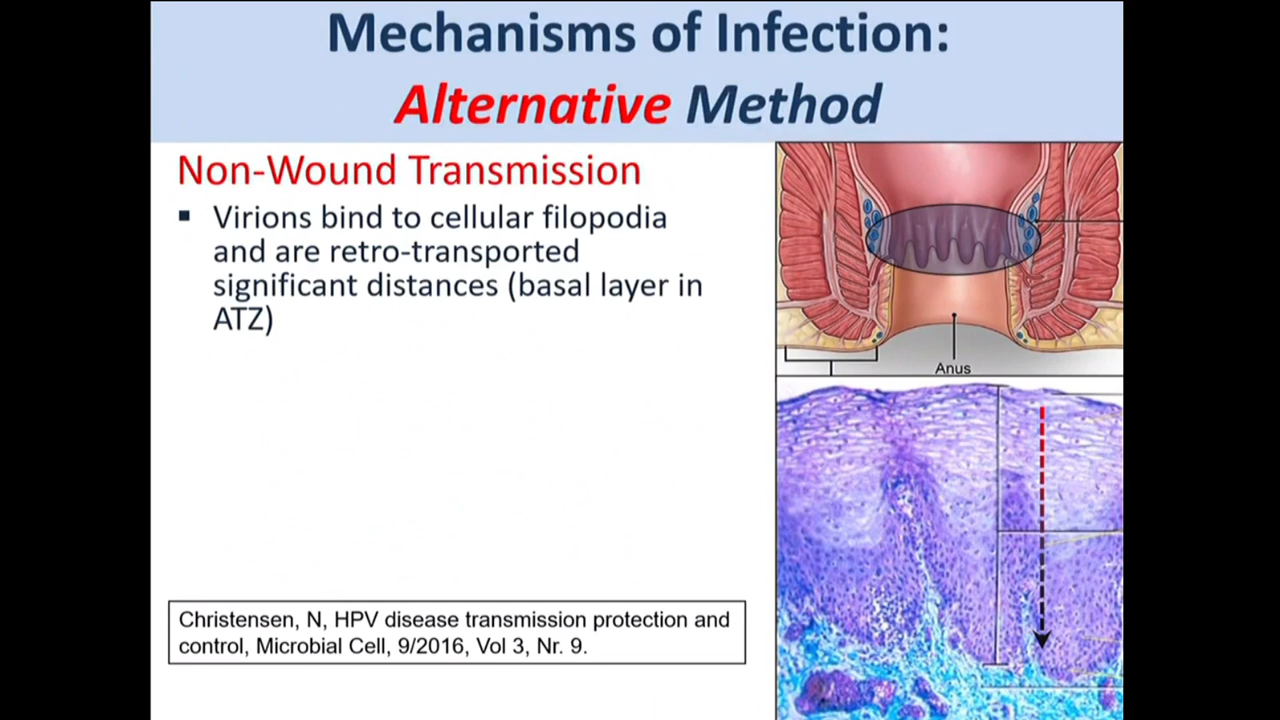 Mechanisms of Infection:
Alternative Method
Non-Wound Transmission
▪ Virions bind to cellular filopodia
and are retro-transported
significant distances (basal layer in
ATZ)
Anus
Christensen, N, HPV disease transmission protection and
control, Microbial Cell, 9/2016, Vol 3, Nr. 9.